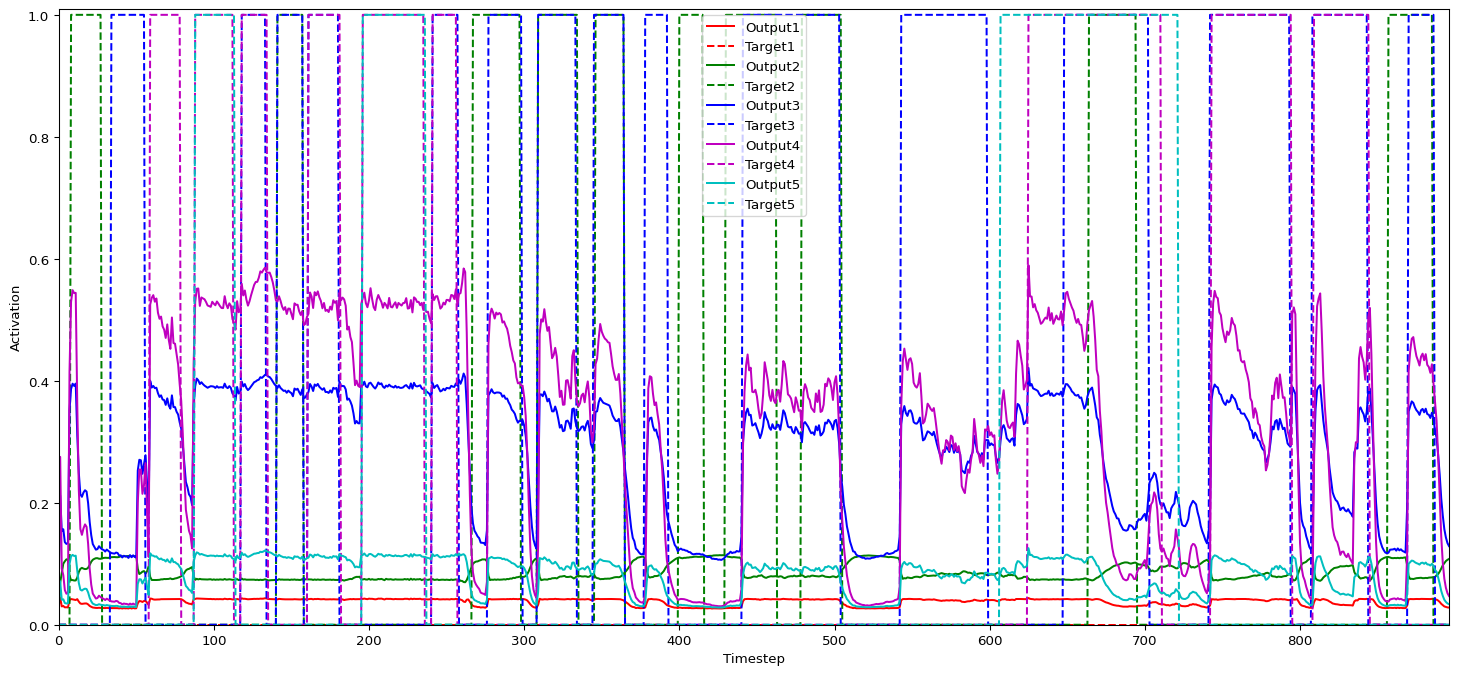 1.0
0.8
0.6
0.4
0.2
0.0
Activation
Output1
Target1
Output2
Target2
Output3
Target3
Output4
Target4
Output5
Target5
0 100 200 300 400 500 600 700 800
Timestep